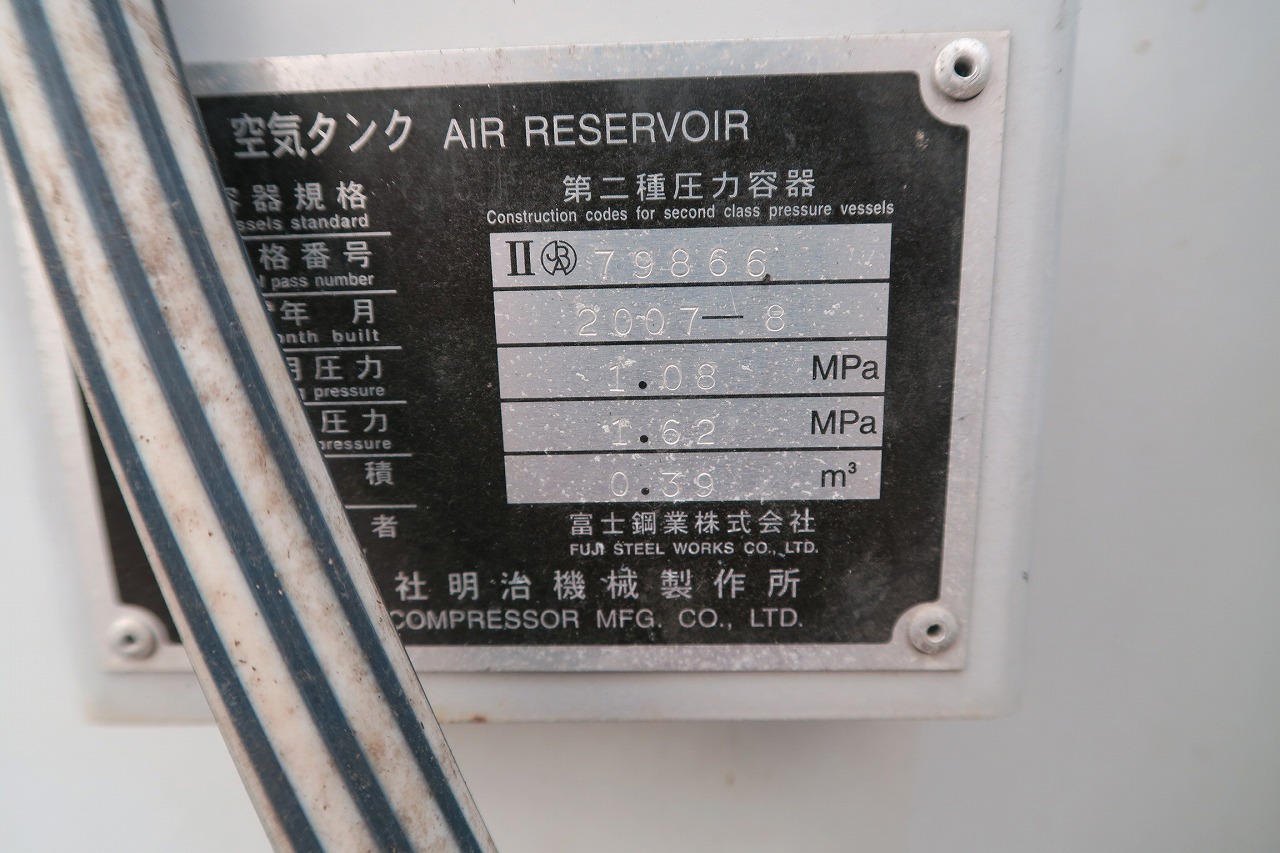 空気タンク AIR RESERVOIR
器規格 第二種圧力容器
standard Construction codes for second class pressure vessels
格番号 II JBA 79866
pass number
年 月 2007-8
built
圧力 1.08 MPa
pressure
圧力 1.62 MPa
pressure
積 0.39 m³
者 富士鋼業株式会社
FUJI STEEL WORKS CO., LTD.
社明治機械製作所
COMPRESSOR MFG. CO., LTD.